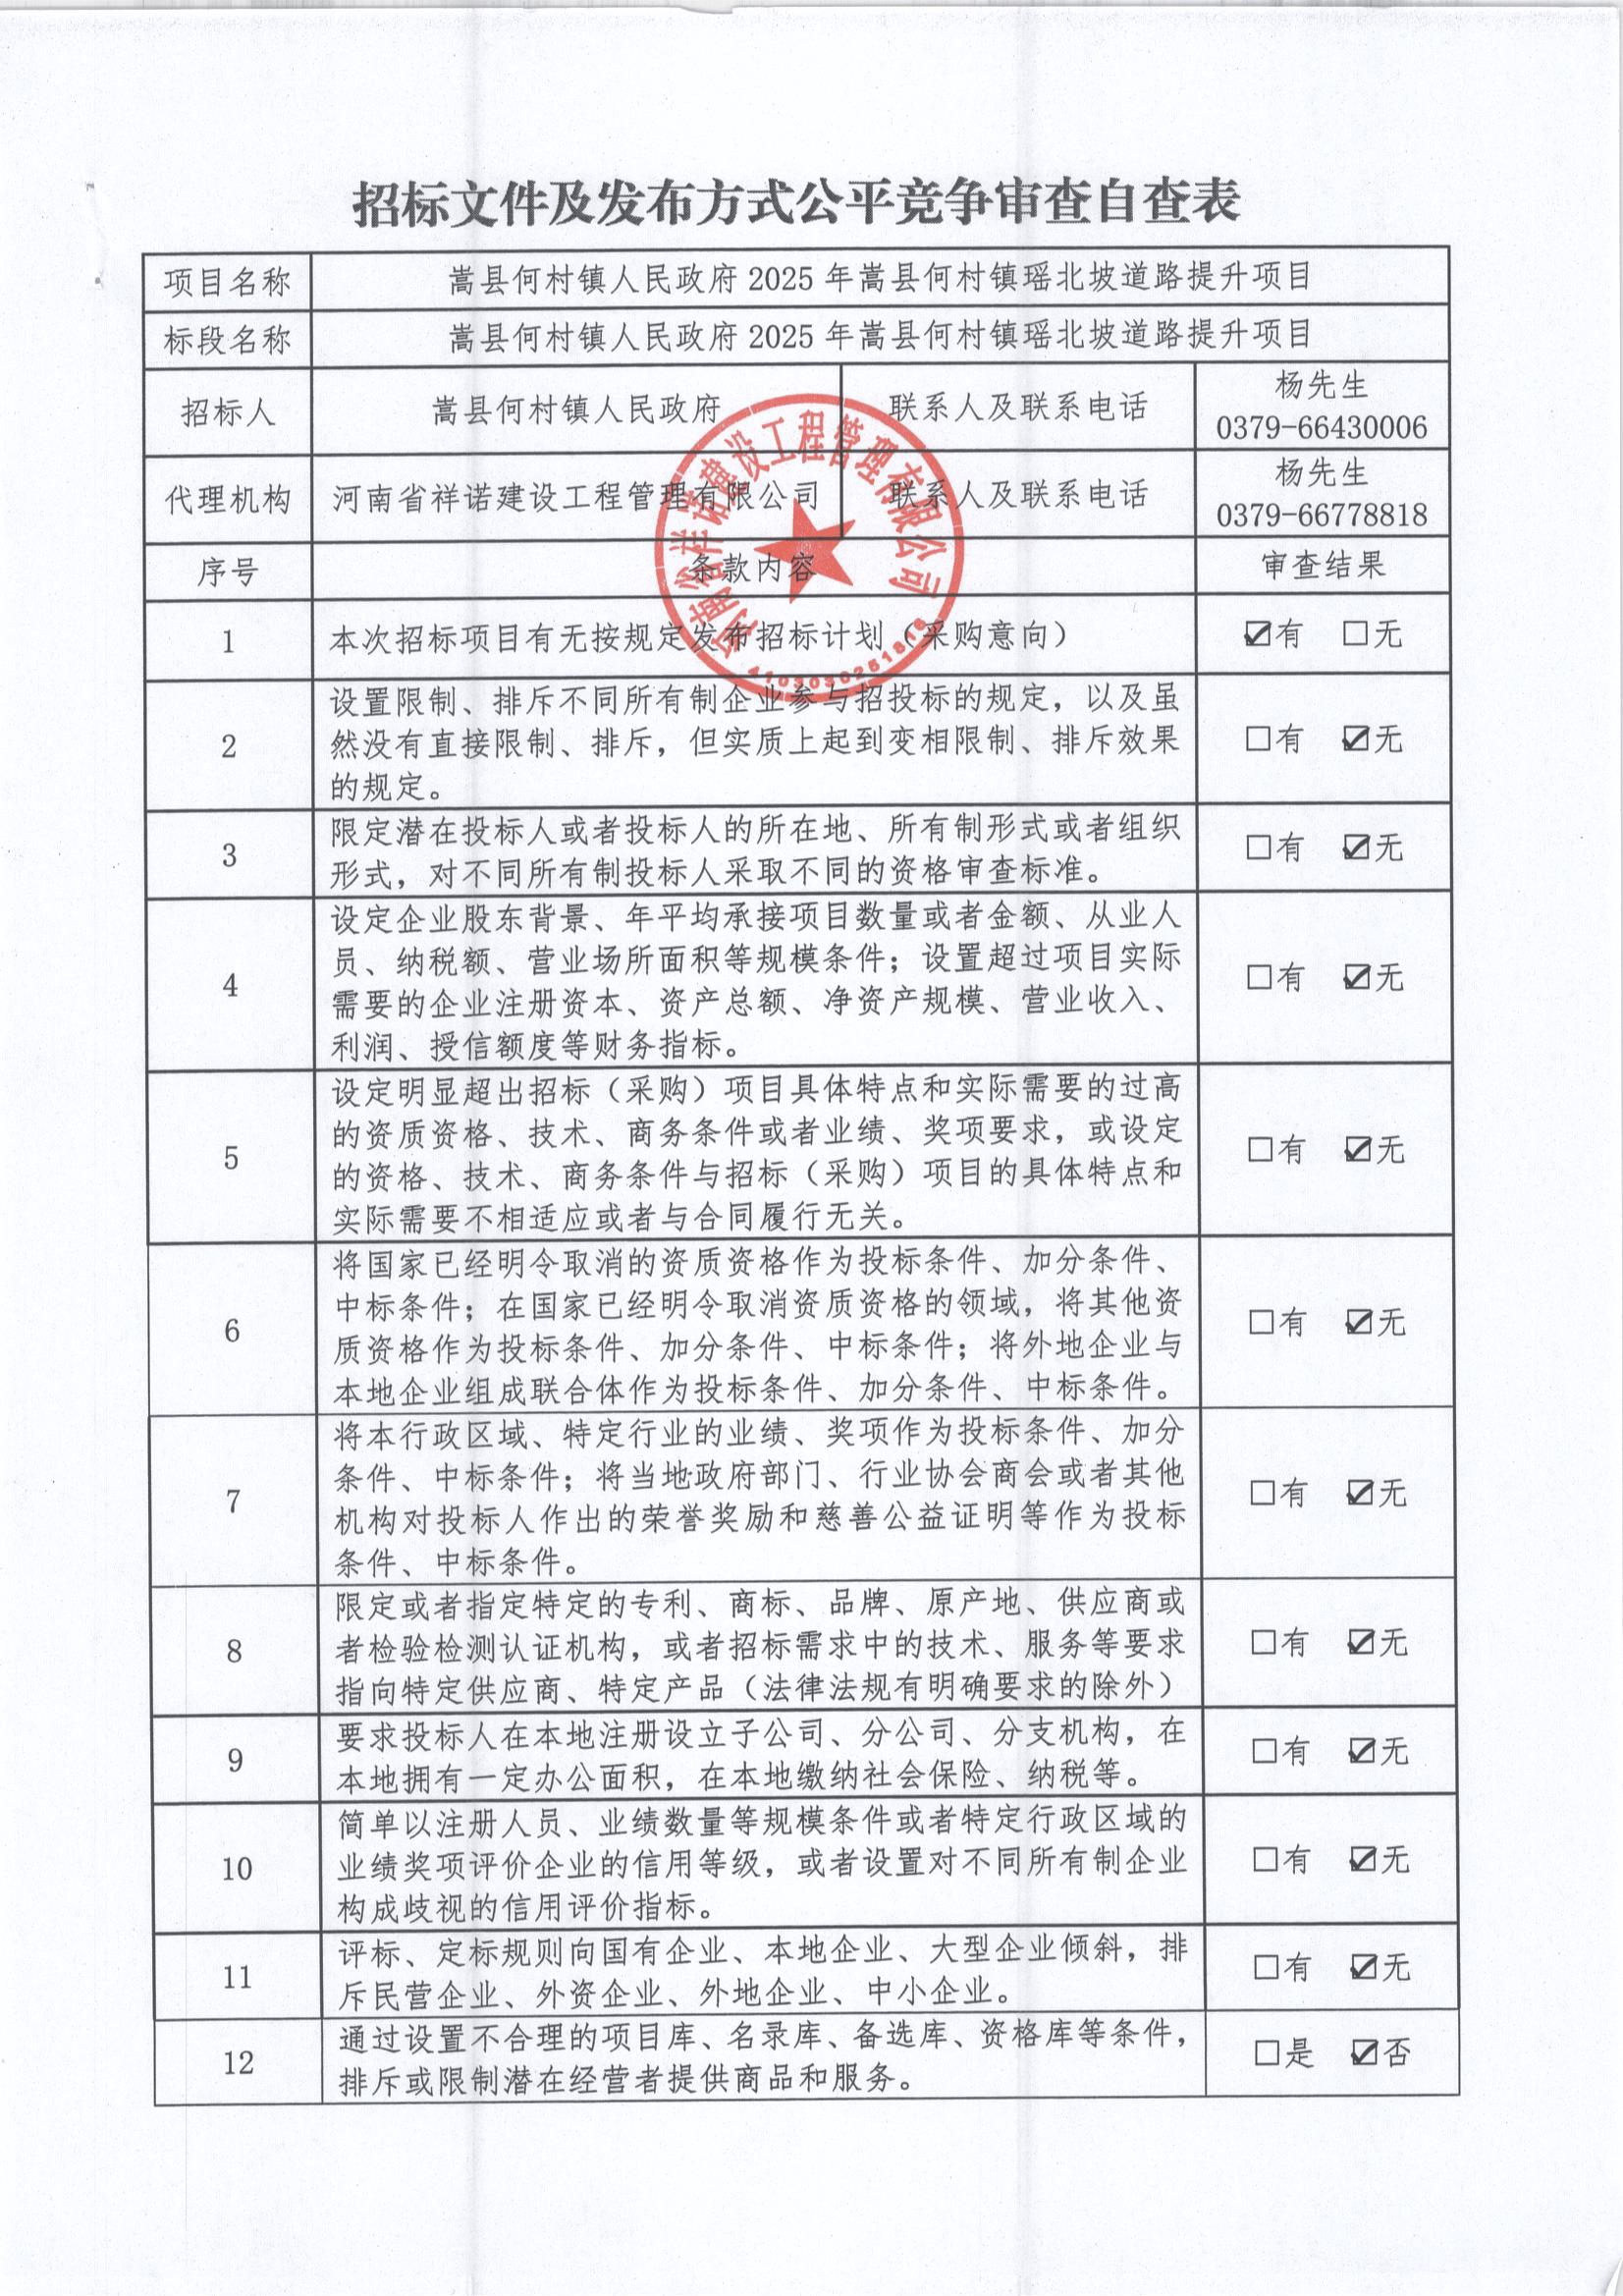 招标文件及发布方式公平竞争审查自查表
项目名称 嵩县何村镇人民政府 2025 年嵩县何村镇瑶北坡道路提升项目
标段名称 嵩县何村镇人民政府 2025 年嵩县何村镇瑶北坡道路提升项目
招标人 嵩县何村镇人民政府 联系人及联系电话 杨先生
0379-66430006
代理机构 河南省祥诺建设工程管理有限公司 联系人及联系电话 杨先生
0379-66778818
序号 条款内容 审查结果
1 本次招标项目有无按规定发布招标计划（采购意向） ☑有 □无
2 设置限制、排斥不同所有制企业参与招投标的规定，以及虽
然没有直接限制、排斥，但实质上起到变相限制、排斥效果
的规定。 □有 ☑无
3 限定潜在投标人或者投标人的所在地、所有制形式或者组织
形式，对不同所有制投标人采取不同的资格审查标准。 □有 ☑无
4 设定企业股东背景、年平均承接项目数量或者金额、从业人
员、纳税额、营业场所面积等规模条件；设置超过项目实际
需要的企业注册资本、资产总额、净资产规模、营业收入、
利润、授信额度等财务指标。 □有 ☑无
5 设定明显超出招标（采购）项目具体特点和实际需要的过高
的资质资格、技术、商务条件或者业绩、奖项要求，或设定
的资格、技术、商务条件与招标（采购）项目的具体特点和
实际需要不相适应或者与合同履行无关。 □有 ☑无
6 将国家已经明令取消的资质资格作为投标条件、加分条件、
中标条件；在国家已经明令取消资质资格的领域，将其他资
质资格作为投标条件、加分条件、中标条件；将外地企业与
本地企业组成联合体作为投标条件、加分条件、中标条件。 □有 ☑无
7 将本行政区域、特定行业的业绩、奖项作为投标条件、加分
条件、中标条件；将当地政府部门、行业协会商会或者其他
机构对投标人作出的荣誉奖励和慈善公益证明等作为投标
条件、中标条件。 □有 ☑无
8 限定或者指定特定的专利、商标、品牌、原产地、供应商或
者检验检测认证机构，或者招标需求中的技术、服务等要求
指向特定供应商、特定产品（法律法规有明确要求的除外） □有 ☑无
9 要求投标人在本地注册设立子公司、分公司、分支机构，在
本地拥有一定办公面积，在本地缴纳社会保险、纳税等。 □有 ☑无
10 简单以注册人员、业绩数量等规模条件或者特定行政区域的
业绩奖项评价企业的信用等级，或者设置对不同所有制企业
构成歧视的信用评价指标。 □有 ☑无
11 评标、定标规则向国有企业、本地企业、大型企业倾斜，排
斥民营企业、外资企业、外地企业、中小企业。 □有 ☑无
12 通过设置不合理的项目库、名录库、备选库、资格库等条件，
排斥或限制潜在经营者提供商品和服务。 □是 ☑否
河南省祥诺建设工程管理有限公司
4103030251818